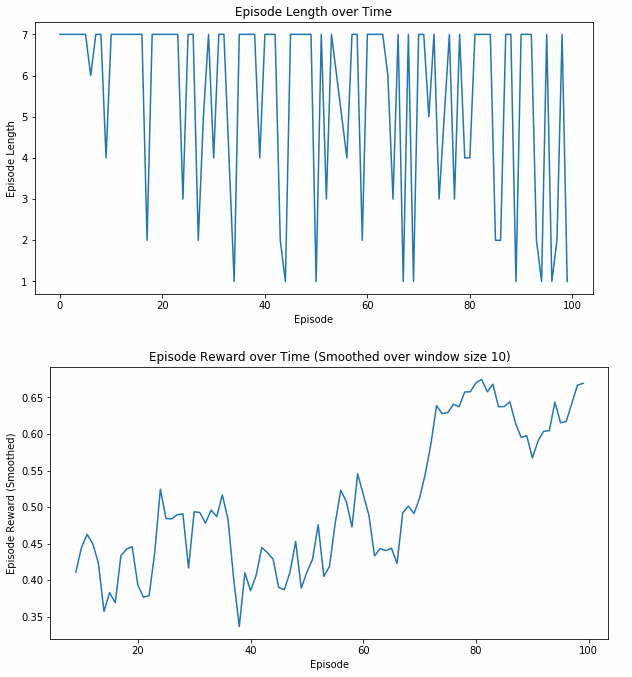 Episode Length over Time
7
6
5
4
3
2
1
Episode Length
0 20 40 60 80 100
Episode
Episode Reward over Time (Smoothed over window size 10)
0.65
0.60
0.55
0.50
0.45
0.40
0.35
Episode Reward (Smoothed)
20 40 60 80 100
Episode